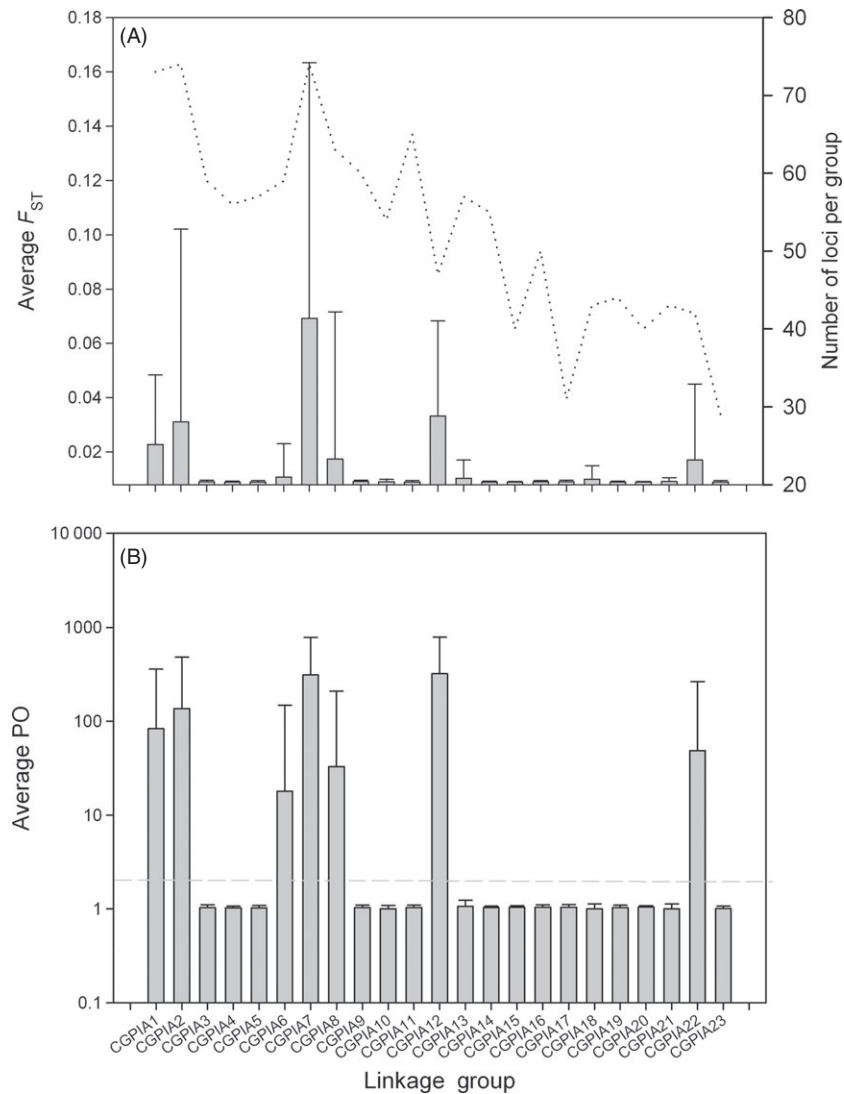 (A)
0.18
0.16
0.14
0.12
0.10
0.08
0.06
0.04
0.02
Average FST
80
70
60
50
40
30
20
Number of loci per group
(B)
10 000
1000
100
10
1
0.1
Average PO
CGPIA1
CGPIA2
CGPIA3
CGPIA4
CGPIA5
CGPIA6
CGPIA7
CGPIA8
CGPIA9
CGPIA10
CGPIA11
CGPIA12
CGPIA13
CGPIA14
CGPIA15
CGPIA16
CGPIA17
CGPIA18
CGPIA19
CGPIA20
CGPIA21
CGPIA22
CGPIA23
Linkage group